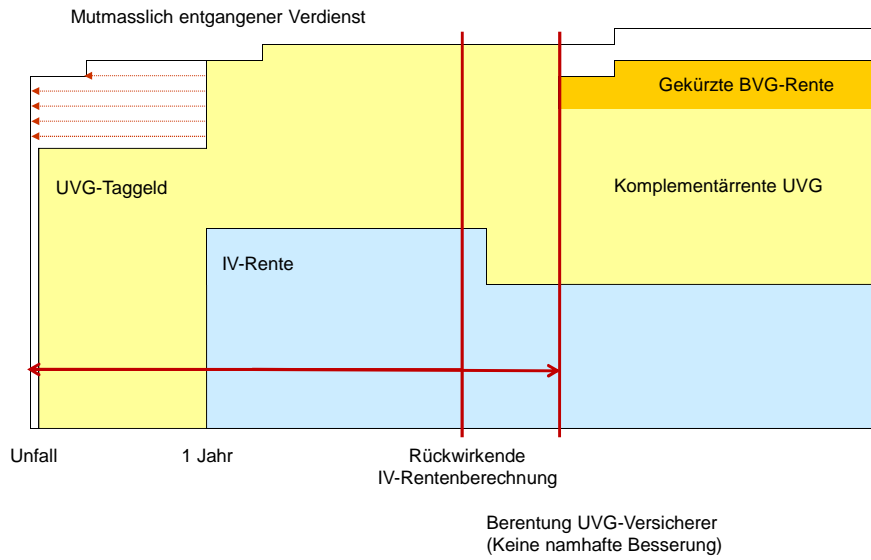 Mutmasslich entgangener Verdienst
Gekürzte BVG-Rente
UVG-Taggeld
Komplementärrente UVG
IV-Rente
Unfall
1 Jahr
Rückwirkende
IV-Rentenberechnung
Berentung UVG-Versicherer
(Keine namhafte Besserung)